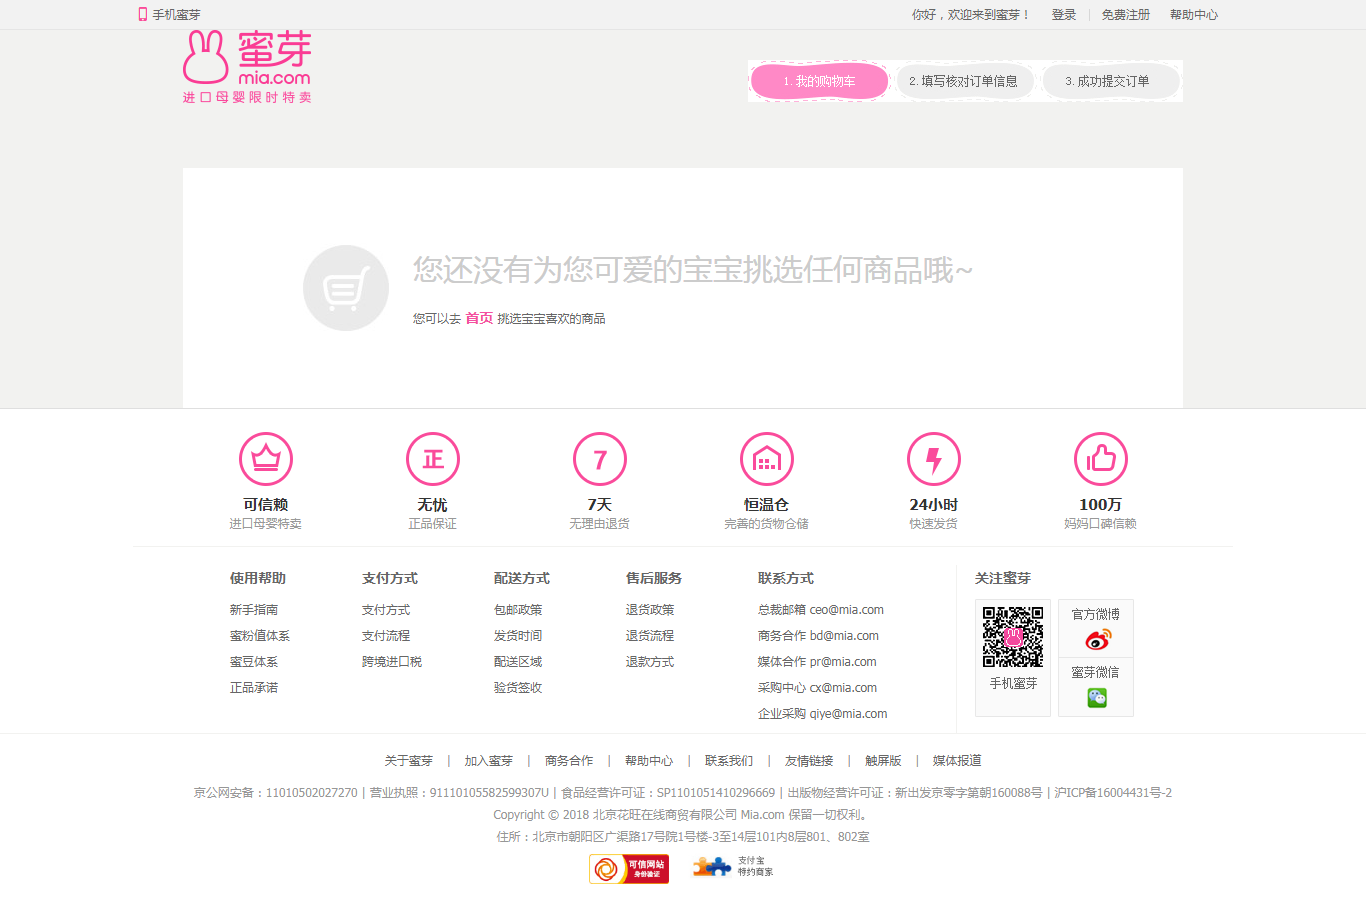 手机蜜芽
你好，欢迎来到蜜芽！ 登录 免费注册 帮助中心
蜜芽
mia.com
进口母婴限时特卖
1. 我的购物车 2. 填写核对订单信息 3. 成功提交订单
您还没有为您可爱的宝宝挑选任何商品哦~
您可以去 首页 挑选宝宝喜欢的商品
正 7
可信赖 无忧 7天 恒温仓 24小时 100万
进口母婴特卖 正品保证 无理由退货 完善的货物仓储 快速发货 妈妈口碑信赖
使用帮助 支付方式 配送方式 售后服务 联系方式 关注蜜芽
新手指南 支付方式 包邮政策 退货政策 总裁邮箱 ceo@mia.com 官方微博
蜜粉值体系 支付流程 发货时间 退货流程 商务合作 bd@mia.com
蜜豆体系 跨境进口税 配送区域 退款方式 媒体合作 pr@mia.com 蜜芽微信
正品承诺 验货签收 采购中心 cx@mia.com 手机蜜芽
企业采购 qiye@mia.com
关于蜜芽 | 加入蜜芽 | 商务合作 | 帮助中心 | 联系我们 | 友情链接 | 触屏版 | 媒体报道
京公网安备：11010502027270 | 营业执照：91110105582599307U | 食品经营许可证：SP1101051410296669 | 出版物经营许可证：新出发京零字第朝160088号 | 沪ICP备16004431号-2
Copyright © 2018 北京花旺在线商贸有限公司 Mia.com 保留一切权利。
住所：北京市朝阳区广渠路17号院1号楼-3至14层101内8层801、802室
可信网站 支付宝
身份验证 特约商家